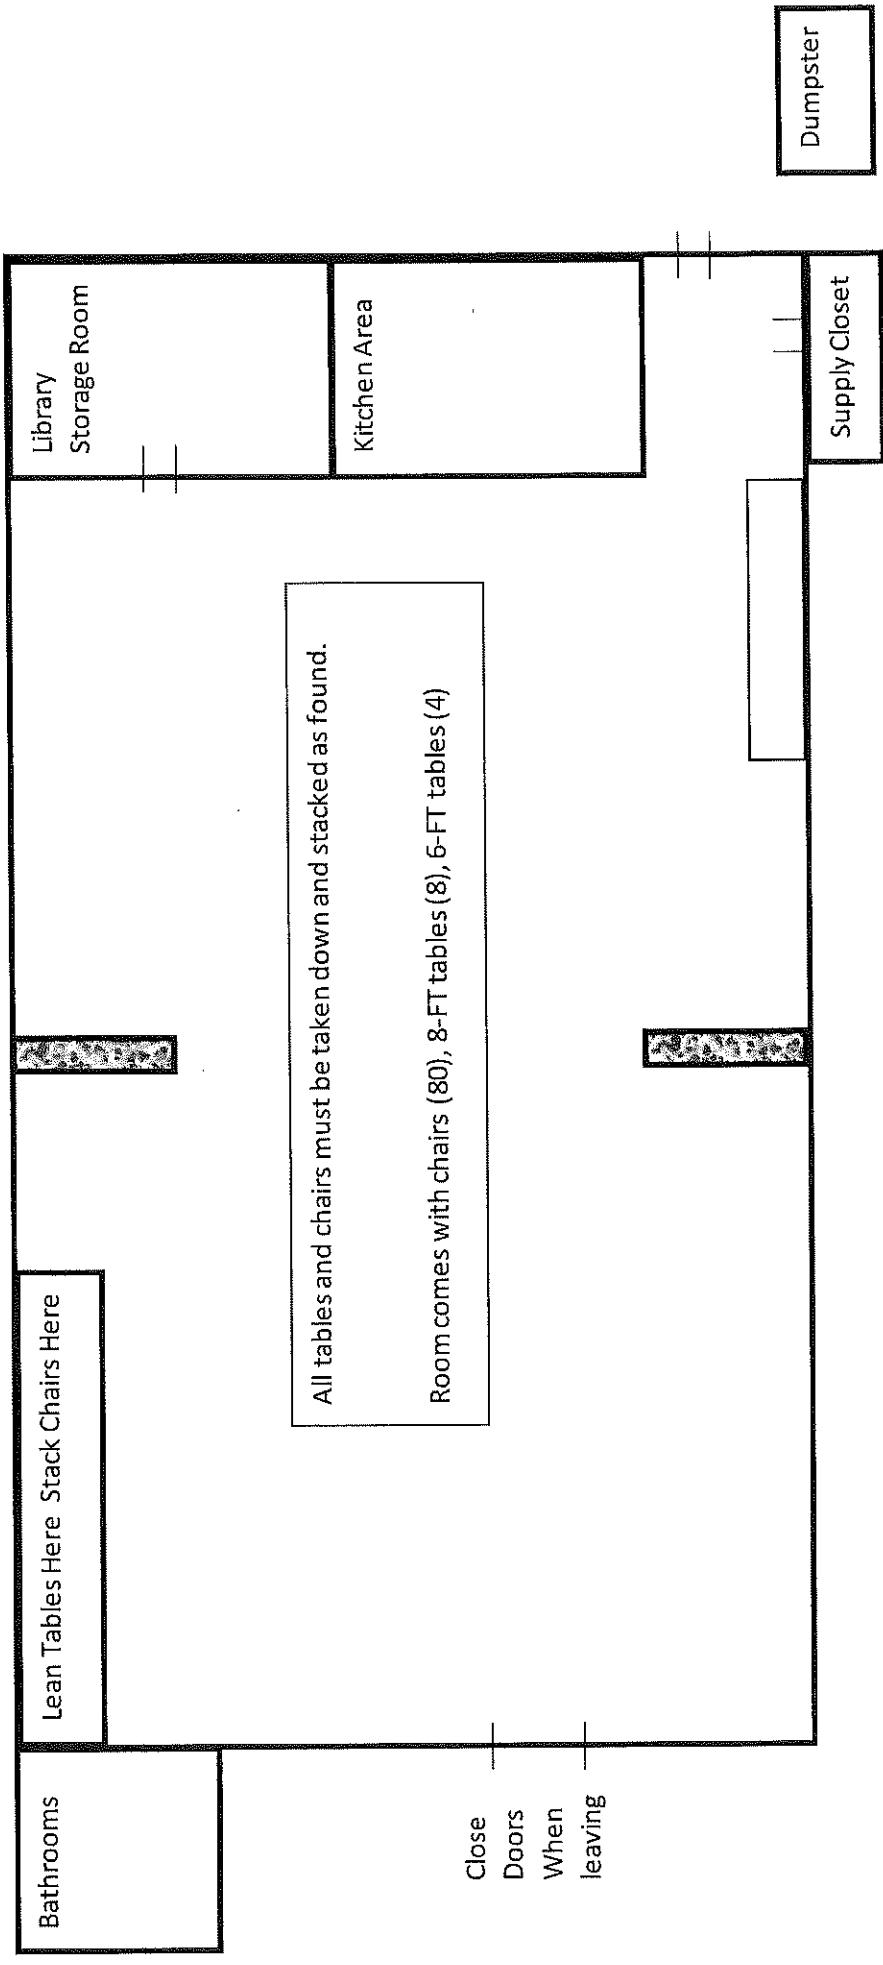 Bathrooms
Lean Tables Here  Stack Chairs Here
Library
Storage Room
Kitchen Area
All tables and chairs must be taken down and stacked as found.
Room comes with chairs (80), 8-FT tables (8), 6-FT tables (4)
Close
Doors
When
leaving
Supply Closet
Dumpster